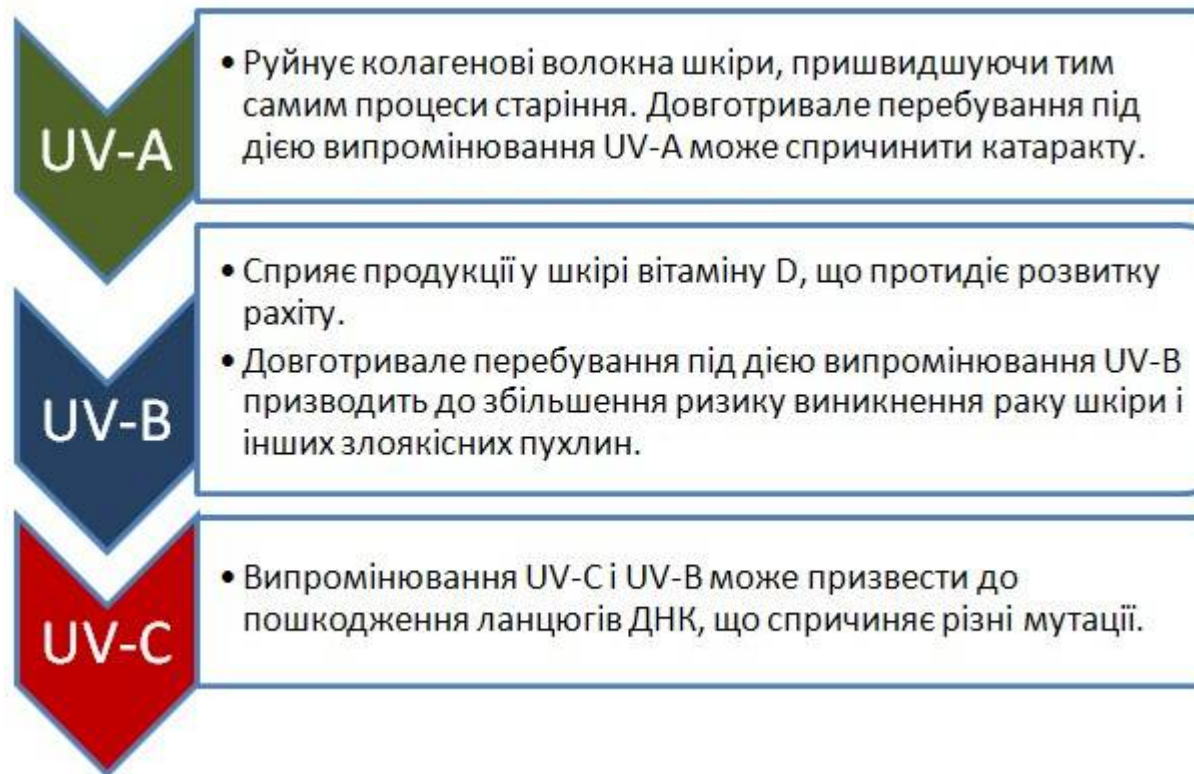 UV-A
• Руйнує колагенові волокна шкіри, пришвидшуючи тим
самим процеси старіння. Довготривале перебування під
дією випромінювання UV-A може спричинити катаракту.
UV-B
• Сприяє продукції у шкірі вітаміну D, що протидіє розвитку
рахіту.
• Довготривале перебування під дією випромінювання UV-B
призводить до збільшення ризику виникнення раку шкіри і
інших злоякісних пухлин.
UV-C
• Випромінювання UV-C і UV-B може призвести до
пошкодження ланцюгів ДНК, що спричиняє різні мутації.